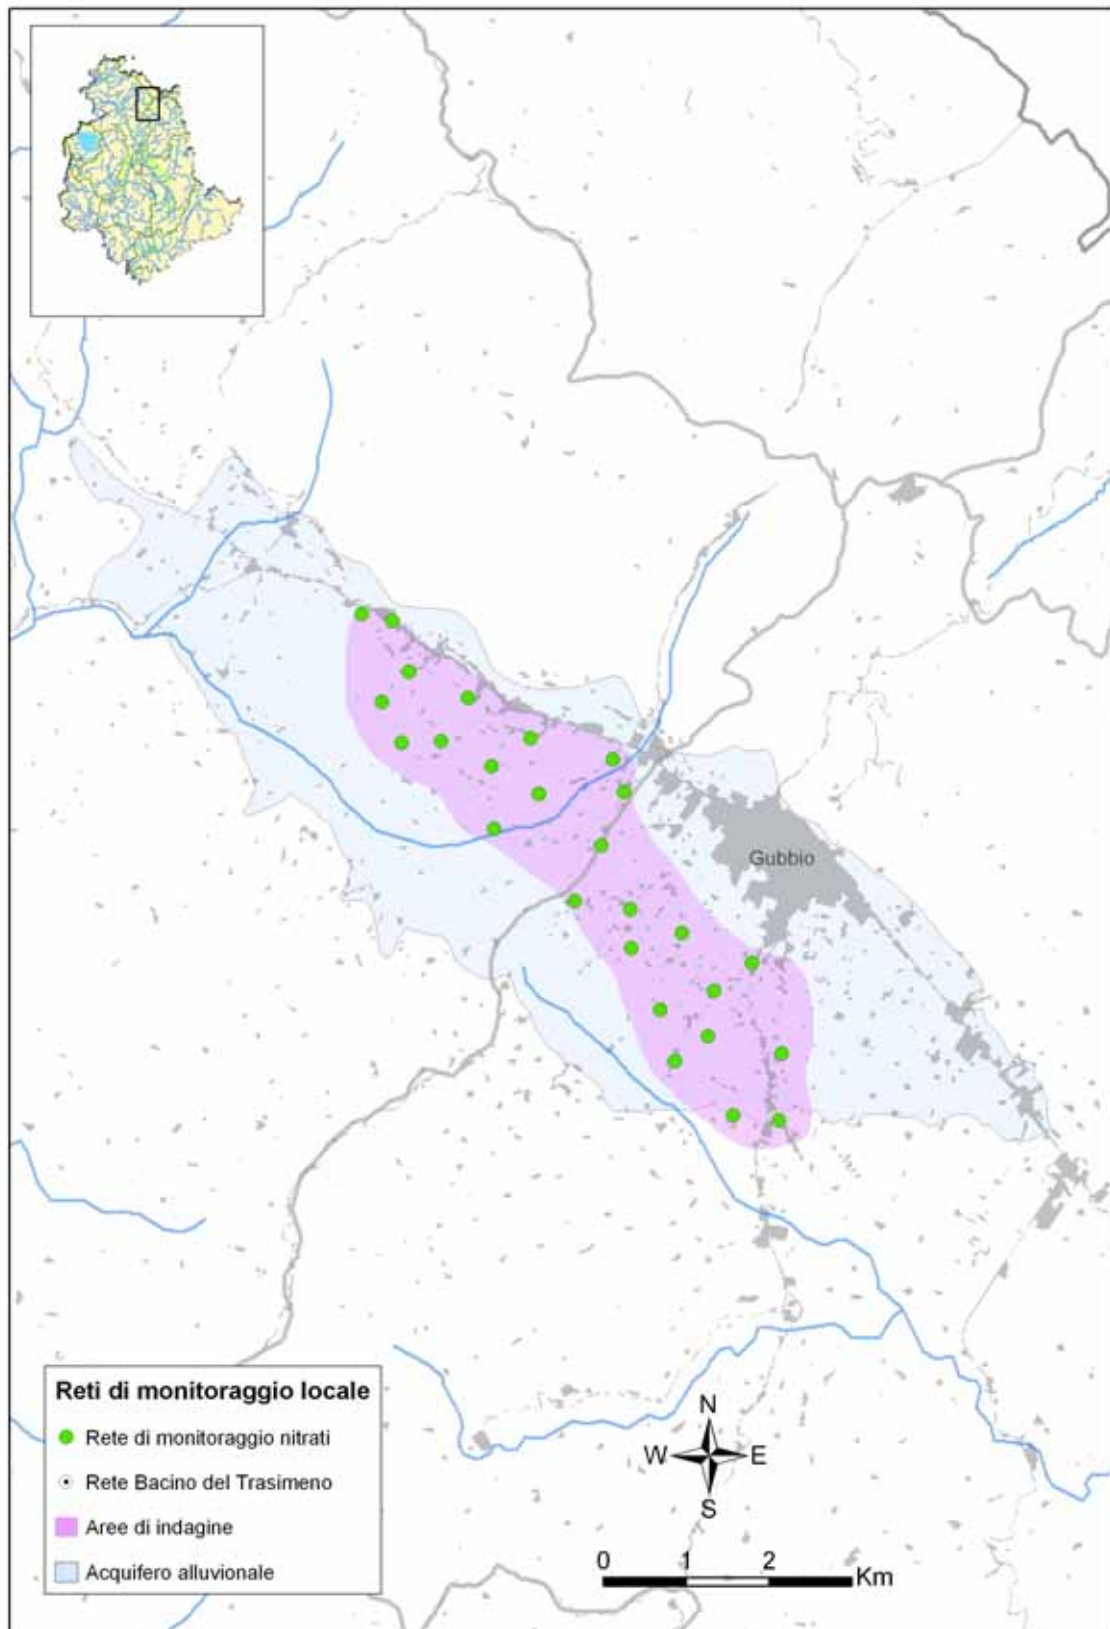 Gubbio
Reti di monitoraggio locale
Rete di monitoraggio nitrati
Rete Bacino del Trasimeno
Aree di indagine
Acquifero alluvionale
N
W E
S
0 1 2
Km